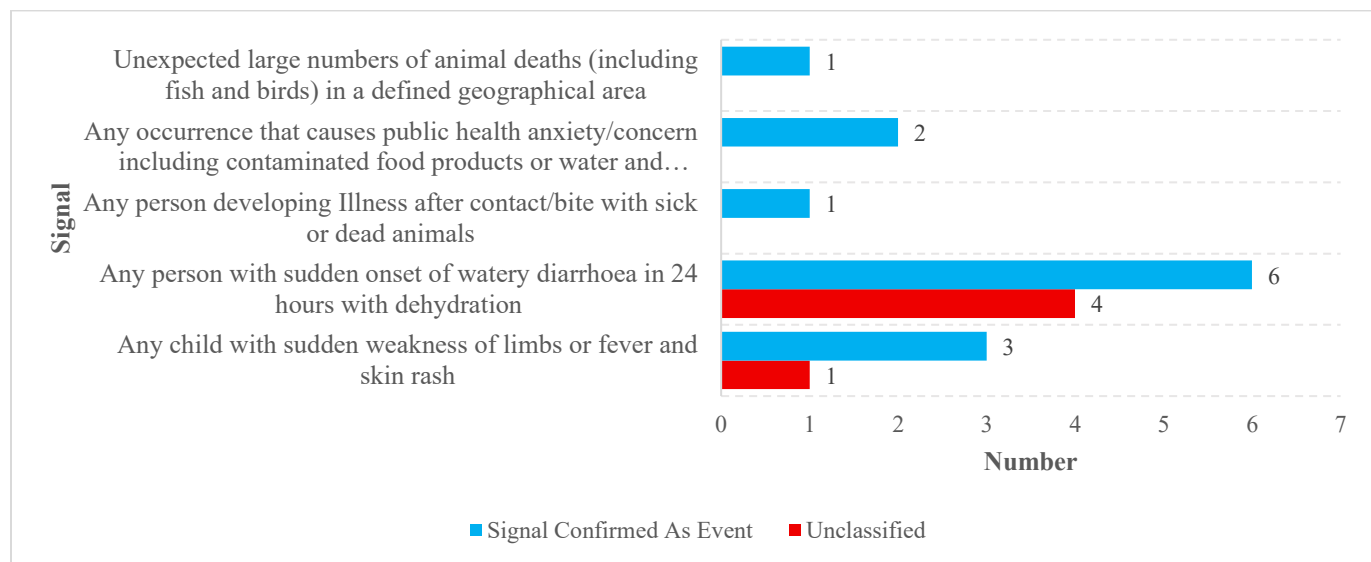 Unexpected large numbers of animal deaths (including
fish and birds) in a defined geographical area
1
Any occurrence that causes public health anxiety/concern
including contaminated food products or water and…
2
Signal
Any person developing Illness after contact/bite with sick
or dead animals
1
Any person with sudden onset of watery diarrhoea in 24
hours with dehydration
6
4
Any child with sudden weakness of limbs or fever and
skin rash
3
1
0 1 2 3 4 5 6 7
Number
Signal Confirmed As Event Unclassified